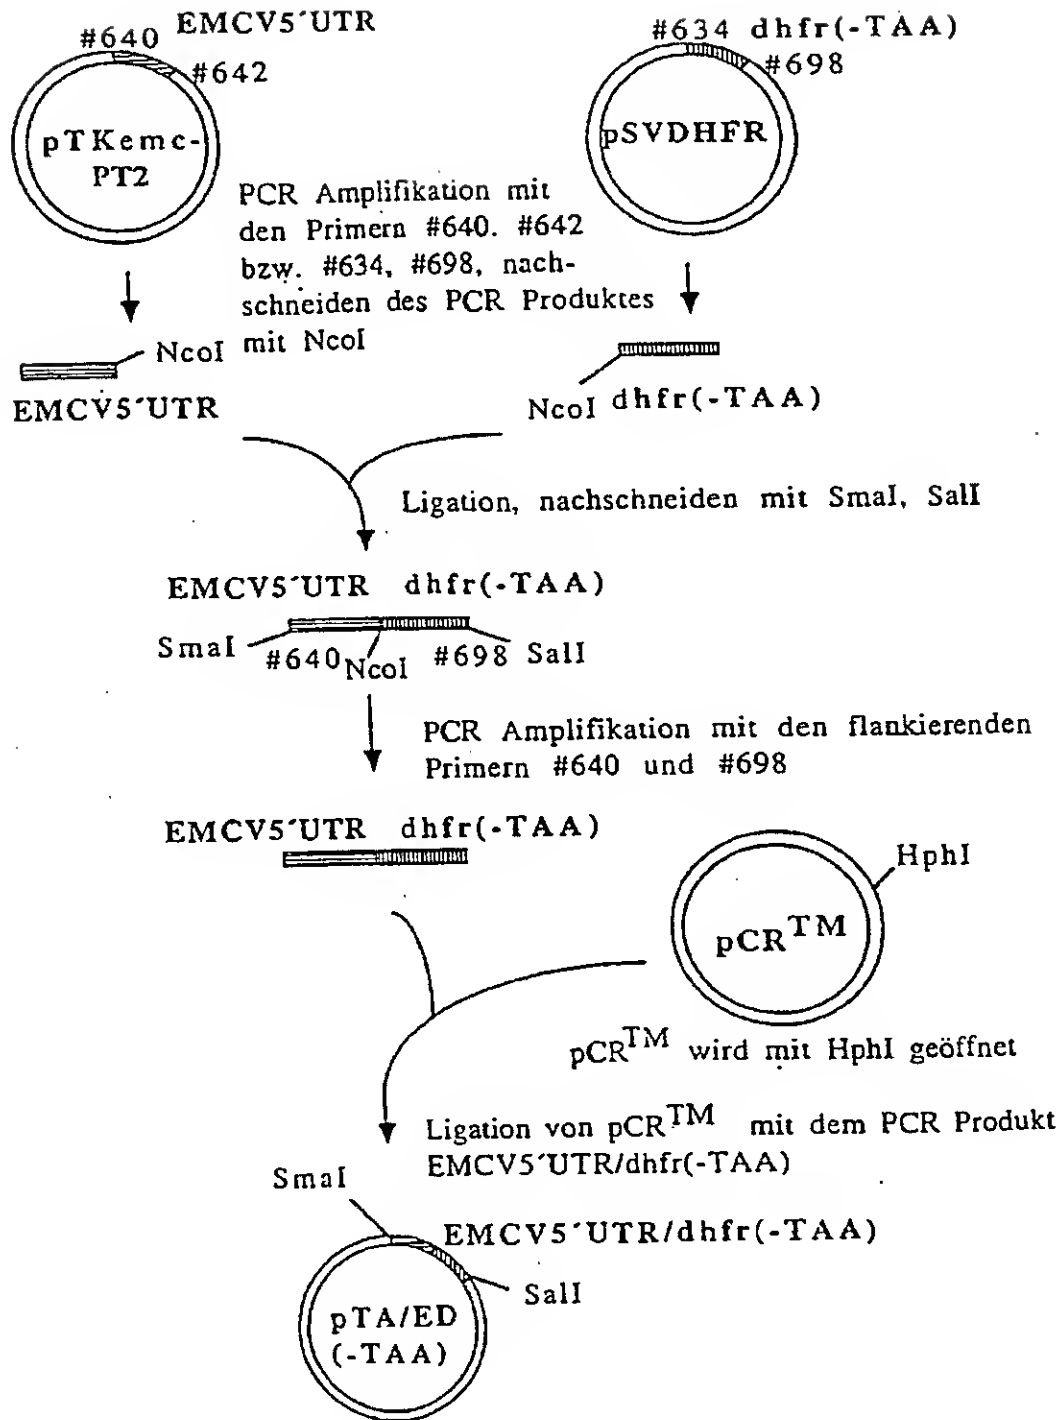 #640 EMCV5´UTR
#642
pTKemc-
PT2
#634 dhfr(-TAA)
#698
pSVDHFR
PCR Amplifikation mit
den Primern #640. #642
bzw. #634, #698, nach-
schneiden des PCR Produktes
mit NcoI
NcoI
EMCV5´UTR
NcoI dhfr(-TAA)
Ligation, nachschneiden mit SmaI, SalI
EMCV5´UTR dhfr(-TAA)
SmaI #640 NcoI #698 SalI
PCR Amplifikation mit den flankierenden
Primern #640 und #698
EMCV5´UTR dhfr(-TAA)
HphI
pCR™
pCR™ wird mit HphI geöffnet
Ligation von pCR™ mit dem PCR Produkt
EMCV5´UTR/dhfr(-TAA)
SmaI
EMCV5´UTR/dhfr(-TAA)
SalI
pTA/ED
(-TAA)